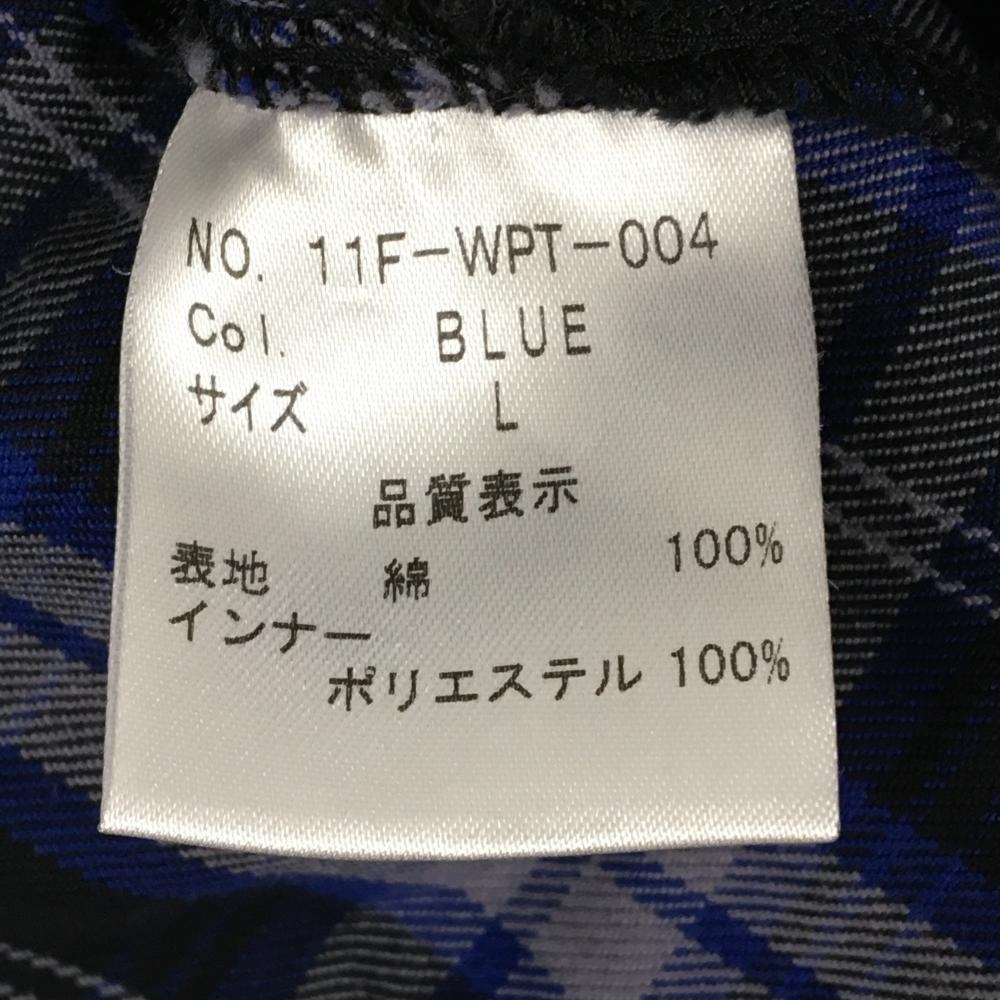 NO. 11F-WPT-004
Col. BLUE
サイズ L
品質表示
表地 綿 100%
インナー
ポリエステル 100%